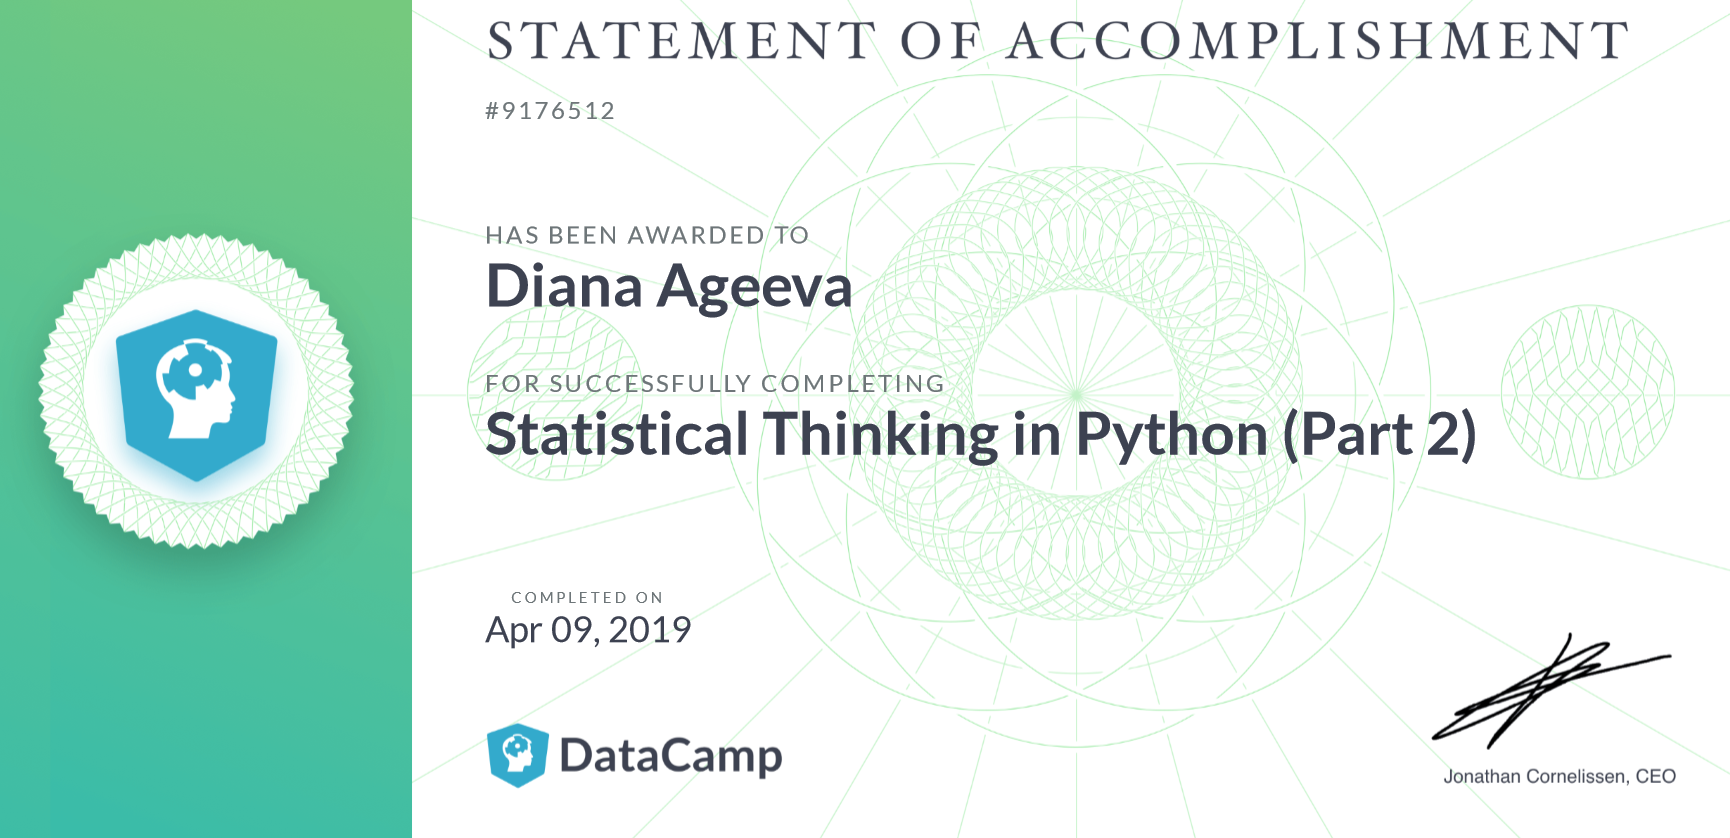 STATEMENT OF ACCOMPLISHMENT
#9176512
HAS BEEN AWARDED TO
Diana Ageeva
FOR SUCCESSFULLY COMPLETING
Statistical Thinking in Python (Part 2)
COMPLETED ON
Apr 09, 2019
DataCamp
Jonathan Cornelissen, CEO